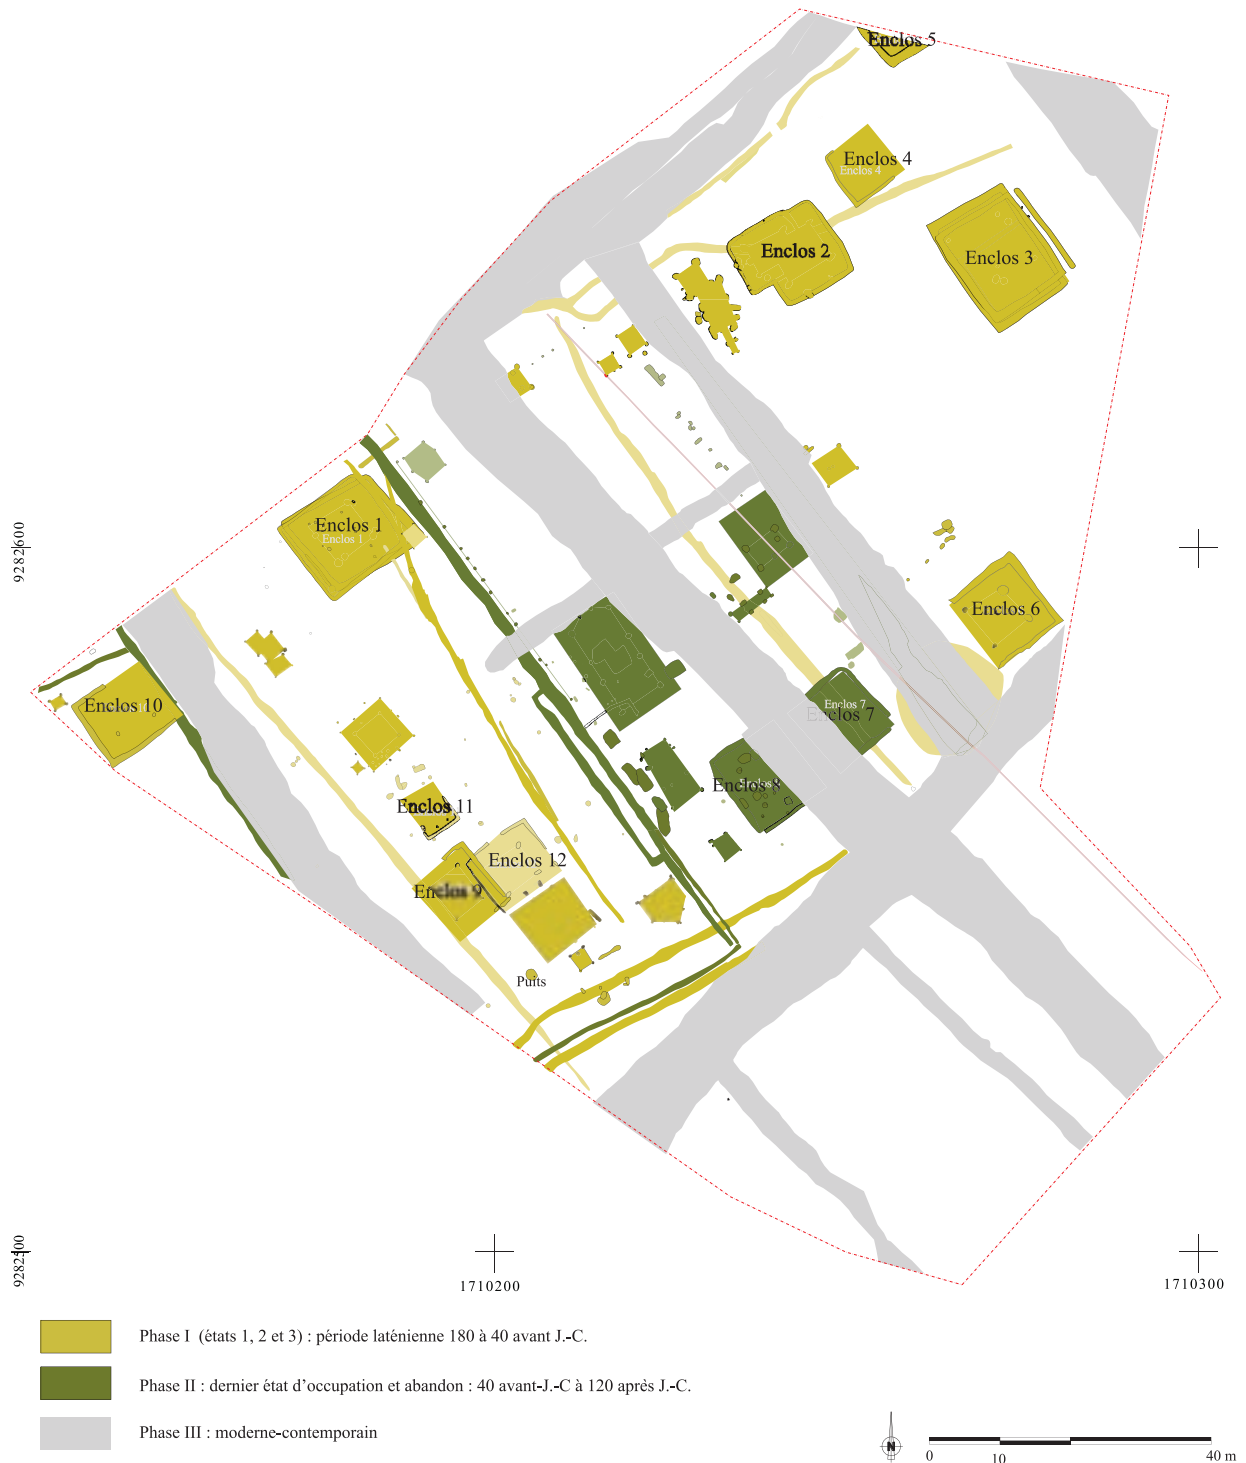 Enclos 5
Enclos 4
Enclos 4
Enclos 2
Enclos 3
Enclos 1
Enclos 1
9282600
Enclos 6
Enclos 10
Enclos 7
Enclos 7
Enclos 8
Enclos
Enclos 11
Enclos 12
Enclos 9
Puits
9282500
1710200
1710300
Phase I (états 1, 2 et 3) : période laténienne 180 à 40 avant J.-C.
Phase II : dernier état d'occupation et abandon : 40 avant-J.-C à 120 après J.-C.
Phase III : moderne-contemporain
N
0 10 40 m